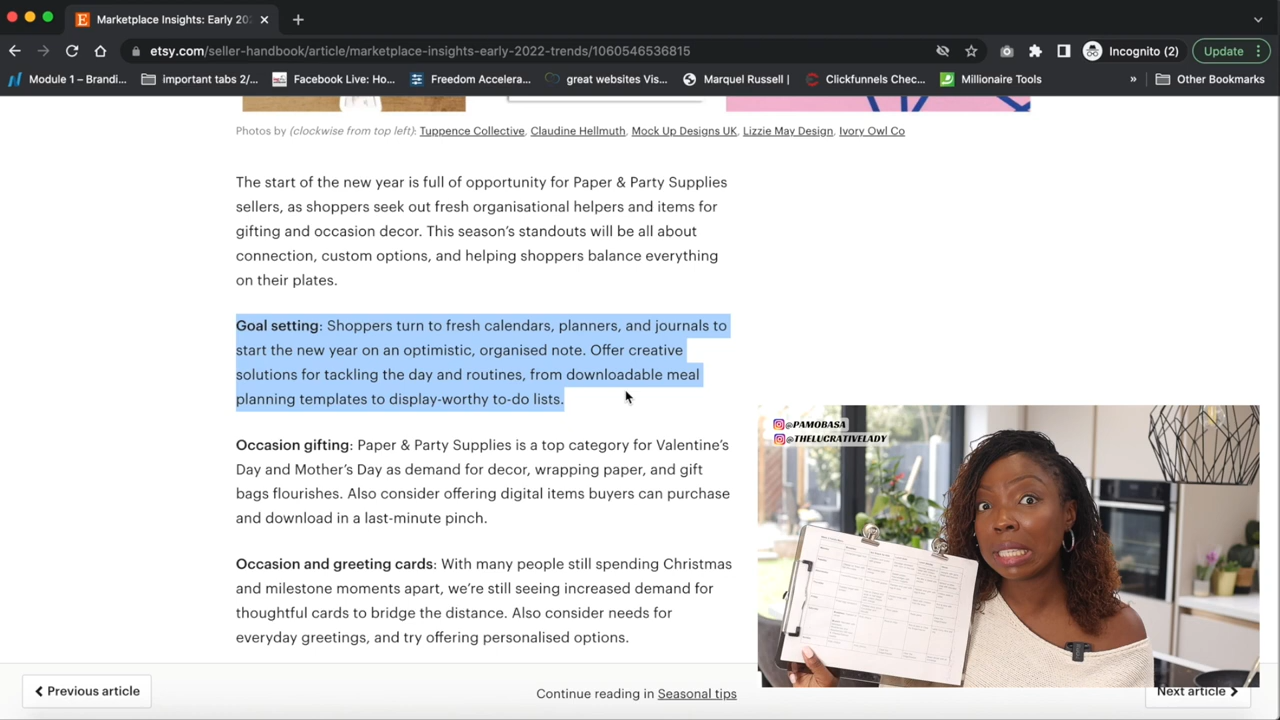 Marketplace Insights: Early 202
etsy.com/seller-handbook/article/marketplace-insights-early-2022-trends/1060546536815
Incognito (2)
Update
Module 1 – Brandi...
important tabs 2/...
Facebook Live: Ho...
Freedom Accelera...
great websites Vis...
Marquel Russell |
Clickfunnels Chec...
Millionaire Tools
»
Other Bookmarks
Photos by (clockwise from top left): Tuppence Collective, Claudine Hellmuth, Mock Up Designs UK, Lizzie May Design, Ivory Owl Co
The start of the new year is full of opportunity for Paper & Party Supplies
sellers, as shoppers seek out fresh organisational helpers and items for
gifting and occasion decor. This season's standouts will be all about
connection, custom options, and helping shoppers balance everything
on their plates.
Goal setting: Shoppers turn to fresh calendars, planners, and journals to
start the new year on an optimistic, organised note. Offer creative
solutions for tackling the day and routines, from downloadable meal
planning templates to display-worthy to-do lists.
Occasion gifting: Paper & Party Supplies is a top category for Valentine's
Day and Mother's Day as demand for decor, wrapping paper, and gift
bags flourishes. Also consider offering digital items buyers can purchase
and download in a last-minute pinch.
Occasion and greeting cards: With many people still spending Christmas
and milestone moments apart, we're still seeing increased demand for
thoughtful cards to bridge the distance. Also consider needs for
everyday greetings, and try offering personalised options.
@PAMOBASA
@THELUCRATIVELADY
Previous article
Continue reading in Seasonal tips
Next article